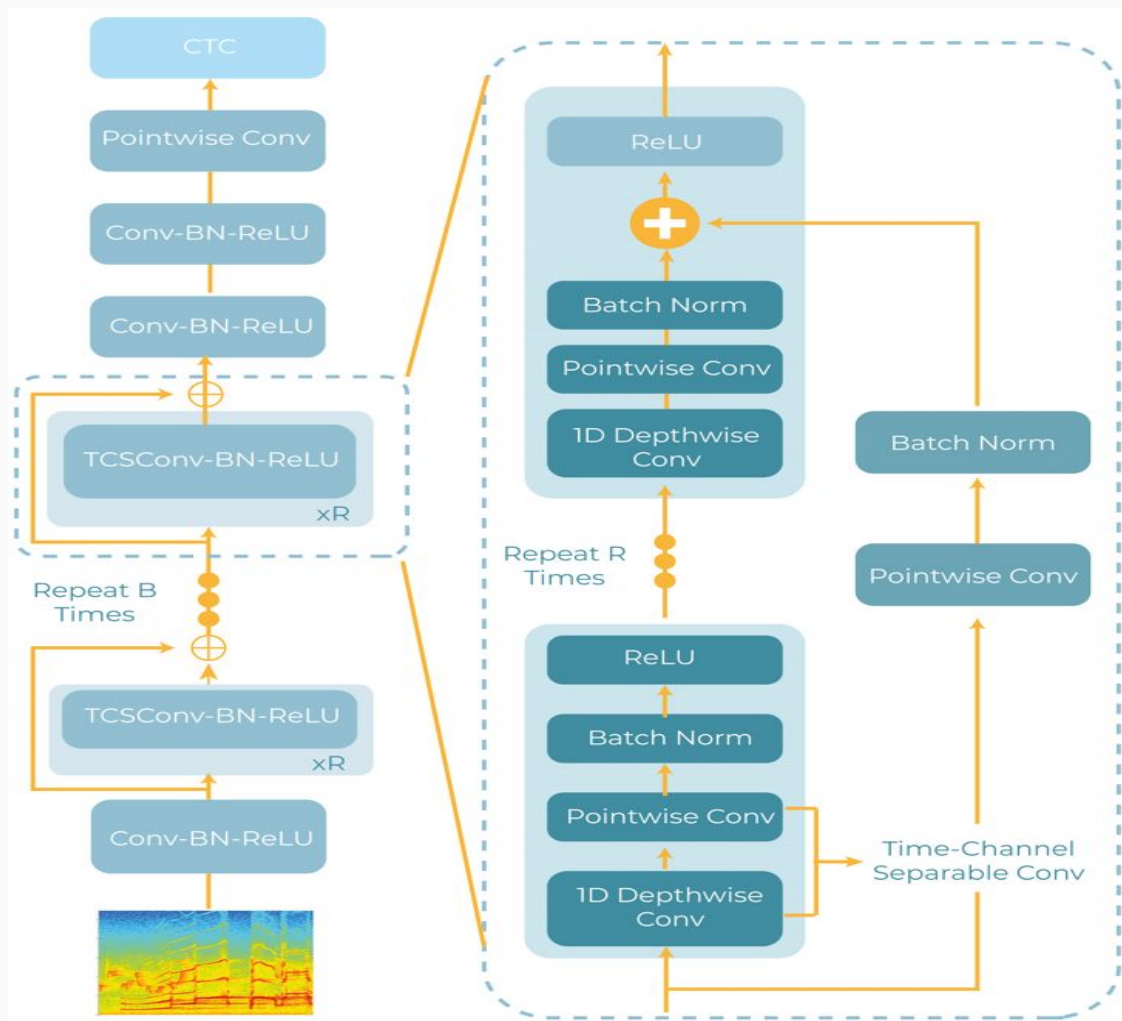 CTC
Pointwise Conv
Conv-BN-ReLU
Conv-BN-ReLU
TCSConv-BN-ReLU
xR
Repeat B
Times
TCSConv-BN-ReLU
xR
Conv-BN-ReLU
ReLU
Batch Norm
Pointwise Conv
1D Depthwise
Conv
Repeat R
Times
ReLU
Batch Norm
Pointwise Conv
1D Depthwise
Conv
Batch Norm
Pointwise Conv
Time-Channel
Separable Conv